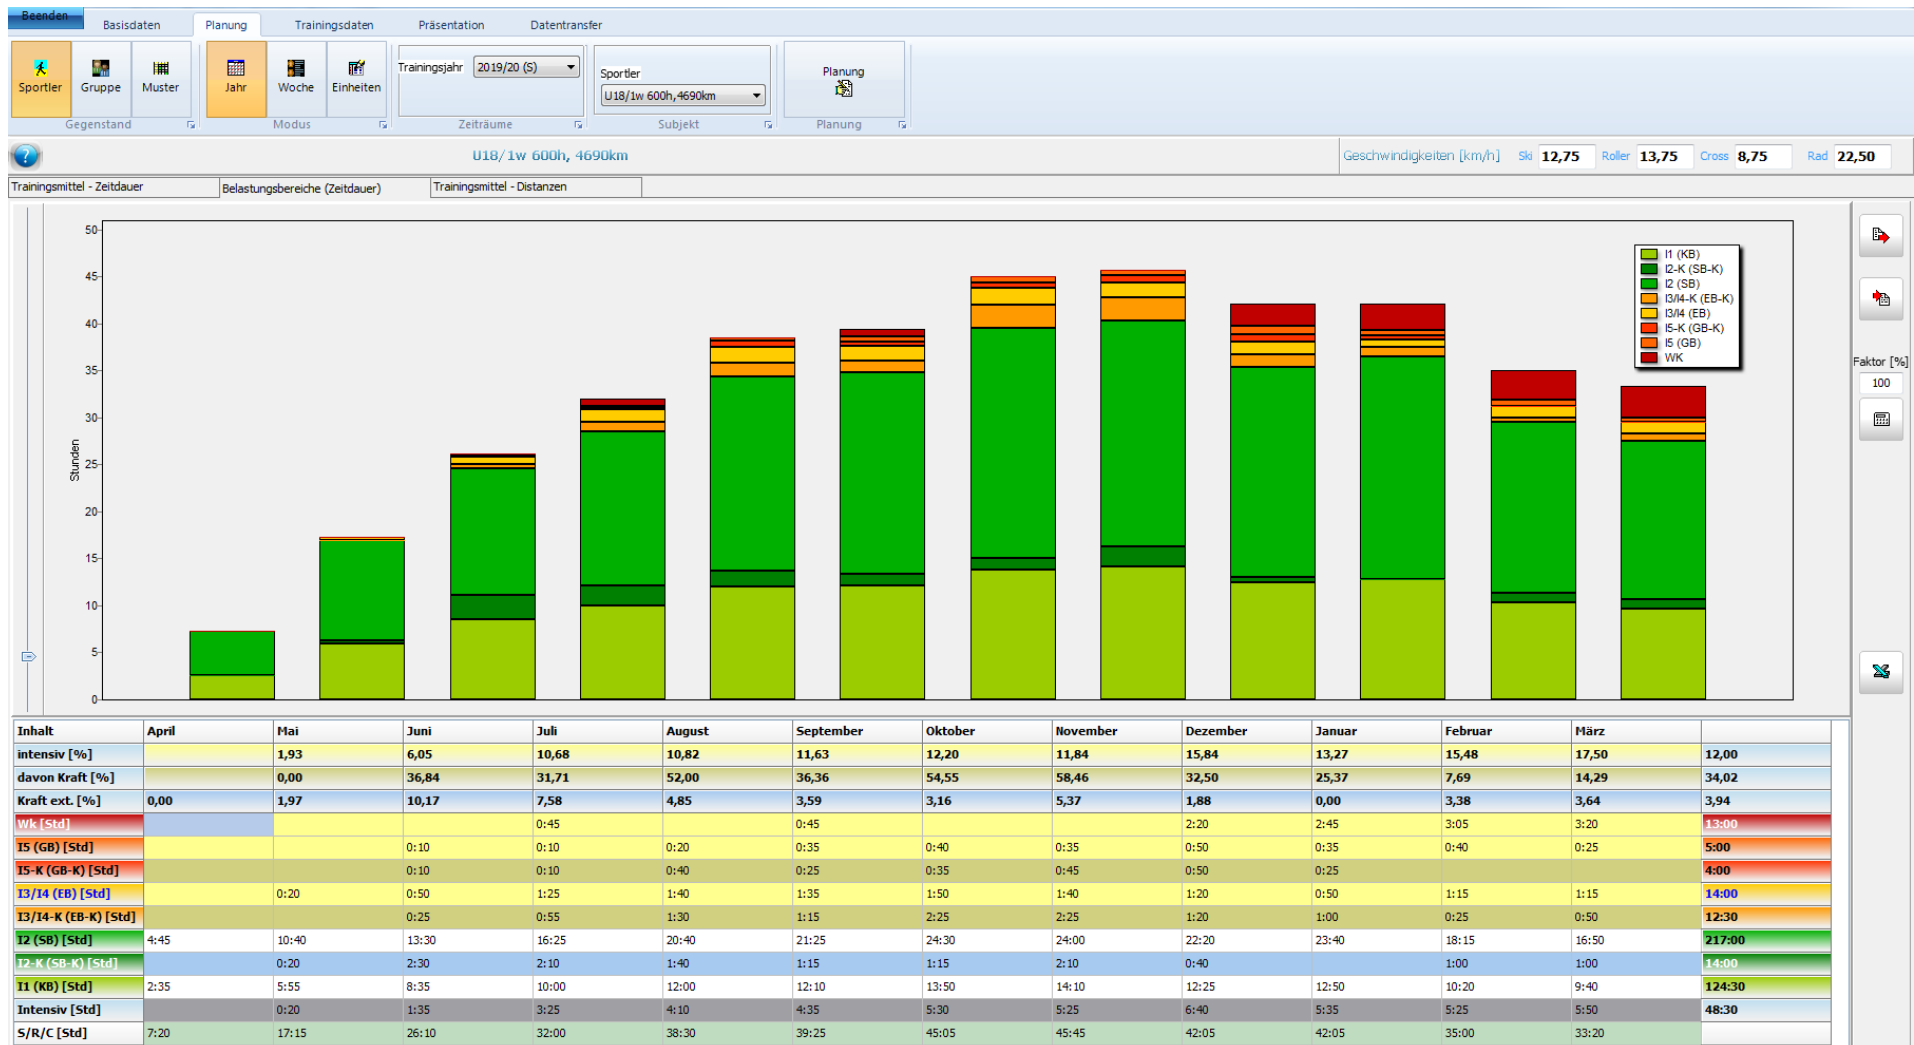 Beenden
Basisdaten Planung Trainingsdaten Präsentation Datentransfer
Sportler Gruppe Muster Jahr Woche Einheiten Trainingsjahr 2019/20 (S) Sportler U18/1w 600h,4690km Planung
Gegenstand Modus Zeiträume Subjekt Planung
U18/1w 600h, 4690km Geschwindigkeiten [km/h] Ski 12,75 Roller 13,75 Cross 8,75 Rad 22,50
Trainingsmittel - Zeitdauer Belastungsbereiche (Zeitdauer) Trainingsmittel - Distanzen
Stunden
50
45
40
35
30
25
20
15
10
5
0
I1 (KB)
I2-K (SB-K)
I2 (SB)
I3/I4-K (EB-K)
I3/I4 (EB)
I5-K (GB-K)
I5 (GB)
WK
Faktor [%]
100
Inhalt April Mai Juni Juli August September Oktober November Dezember Januar Februar März
intensiv [%] 1,93 6,05 10,68 10,82 11,63 12,20 11,84 15,84 13,27 15,48 17,50 12,00
davon Kraft [%] 0,00 36,84 31,71 52,00 36,36 54,55 58,46 32,50 25,37 7,69 14,29 34,02
Kraft ext. [%] 0,00 1,97 10,17 7,58 4,85 3,59 3,16 5,37 1,88 0,00 3,38 3,64 3,94
Wk [Std] 0:45 0:45 2:20 2:45 3:05 3:20 13:00
I5 (GB) [Std] 0:10 0:10 0:20 0:35 0:40 0:35 0:50 0:35 0:40 0:25 5:00
I5-K (GB-K) [Std] 0:10 0:10 0:40 0:25 0:35 0:45 0:50 0:25 4:00
I3/I4 (EB) [Std] 0:20 0:50 1:25 1:40 1:35 1:50 1:40 1:20 0:50 1:15 1:15 14:00
I3/I4-K (EB-K) [Std] 0:25 0:55 1:30 1:15 2:25 2:25 1:20 1:00 0:25 0:50 12:30
I2 (SB) [Std] 4:45 10:40 13:30 16:25 20:40 21:25 24:30 24:00 22:20 23:40 18:15 16:50 217:00
I2-K (SB-K) [Std] 0:20 2:30 2:10 1:40 1:15 1:15 2:10 0:40 1:00 1:00 14:00
I1 (KB) [Std] 2:35 5:55 8:35 10:00 12:00 12:10 13:50 14:10 12:25 12:50 10:20 9:40 124:30
Intensiv [Std] 0:20 1:35 3:25 4:10 4:35 5:30 5:25 6:40 5:35 5:25 5:50 48:30
S/R/C [Std] 7:20 17:15 26:10 32:00 38:30 39:25 45:05 45:45 42:05 42:05 35:00 33:20